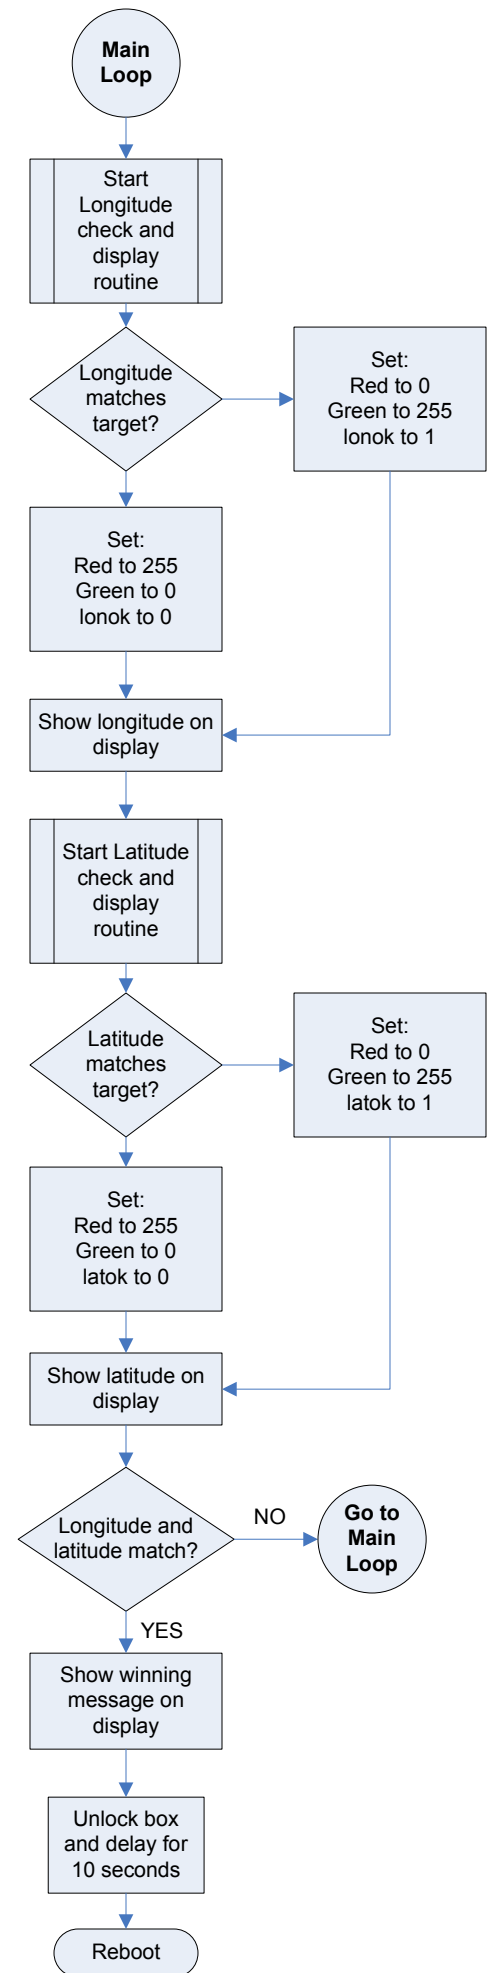 Main
Loop
Start
Longitude
check and
display
routine
Longitude
matches
target?
Set:
Red to 0
Green to 255
lonok to 1
Set:
Red to 255
Green to 0
lonok to 0
Show longitude on
display
Start Latitude
check and
display
routine
Latitude
matches
target?
Set:
Red to 0
Green to 255
latok to 1
Set:
Red to 255
Green to 0
latok to 0
Show latitude on
display
Longitude and
latitude match?
NO
Go to
Main
Loop
YES
Show winning
message on
display
Unlock box
and delay for
10 seconds
Reboot